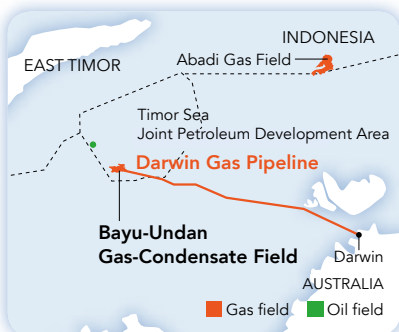 INDONESIA
Abadi Gas Field
EAST TIMOR
Timor Sea
Joint Petroleum Development Area
Darwin Gas Pipeline
Bayu-Undan
Gas-Condensate Field
Darwin
AUSTRALIA
Gas field
Oil field